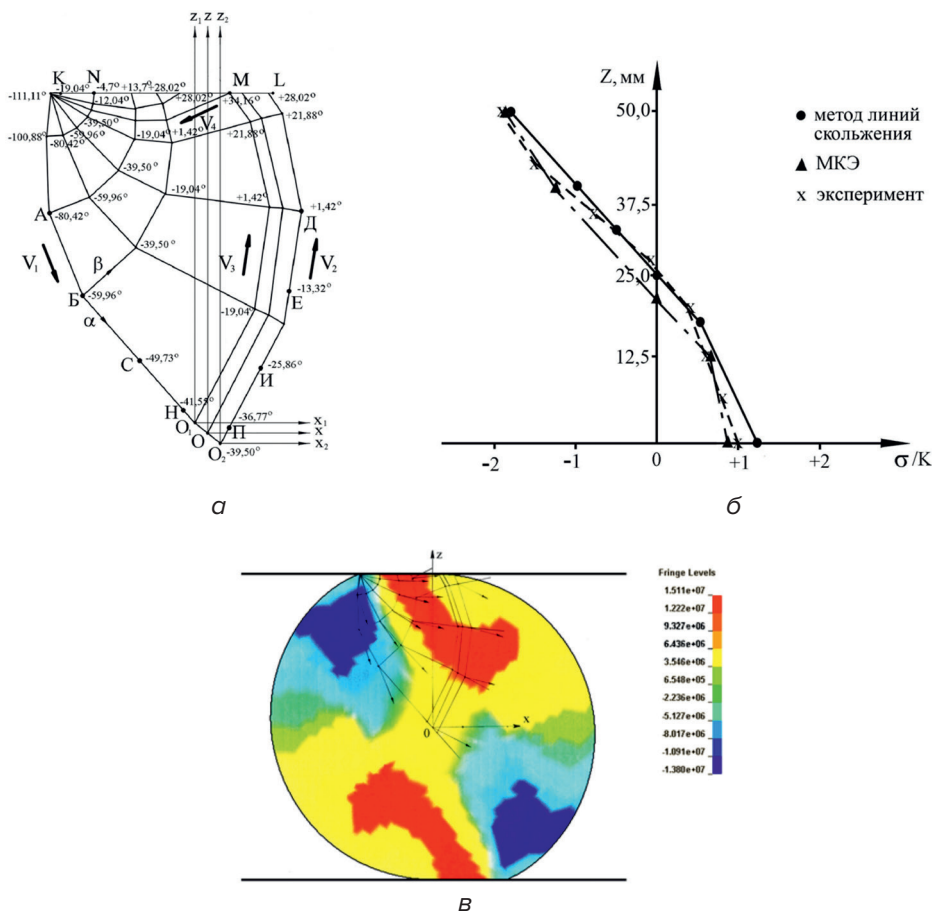 z₁ z z₂
K N M L
-19,04° -4,7° +13,7° +28,02°
-111,11° -12,04° +28,02° +34,16° +28,02°
-39,50° V₄ +21,88°
-100,88° -59,96° -19,04° +1,42° +21,88°
-80,42°
-39,50°
-19,04°
-59,96° +1,42° +1,42°
А -80,42° Д
-39,50°
V₁ β V₃ V₂
Б -59,96° -13,32° Е
α -19,04°
С -49,73° -25,86° И
Н -41,55° -36,77°
О₁ x₁
О П x
О₂ -39,50° x₂
а
Z, мм
50,0
37,5
25,0
12,5
-2 -1 0 +1 +2
σ/K
метод линий
скольжения
МКЭ
x эксперимент
б
z
x
0
Fringe Levels
1.511e+07
1.222e+07
9.327e+06
6.436e+06
3.546e+06
6.548e+05
-2.236e+06
-5.127e+06
-8.017e+06
-1.091e+07
-1.380e+07
в